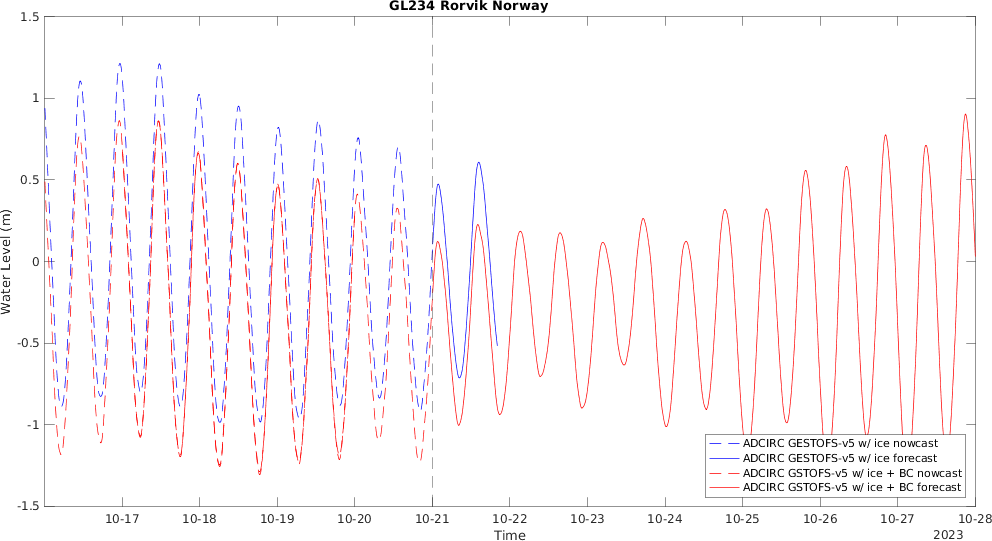 GL234 Rorvik Norway
1.5
1
0.5
0
-0.5
-1
-1.5
Water Level (m)
ADCIRC GESTOFS-v5 w/ ice nowcast
ADCIRC GESTOFS-v5 w/ ice forecast
ADCIRC GSTOFS-v5 w/ ice + BC nowcast
ADCIRC GSTOFS-v5 w/ ice + BC forecast
10-17 10-18 10-19 10-20 10-21 10-22 10-23 10-24 10-25 10-26 10-27 10-28
Time
2023